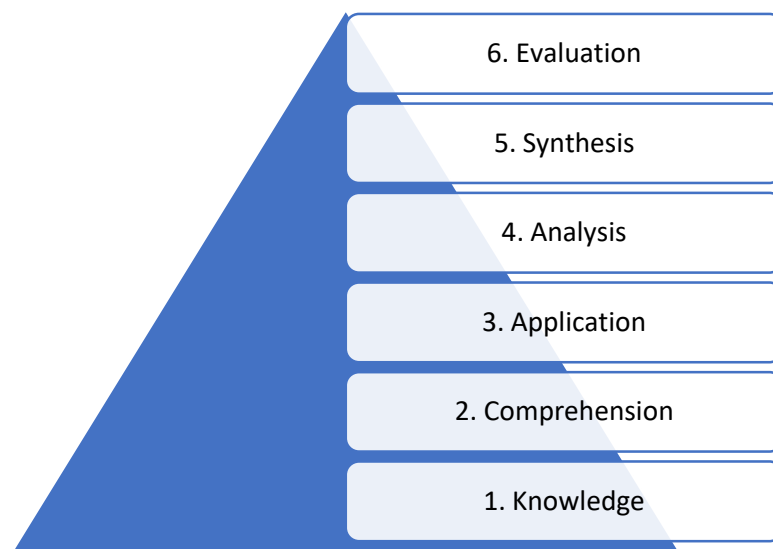 6. Evaluation
5. Synthesis
4. Analysis
3. Application
2. Comprehension
1. Knowledge